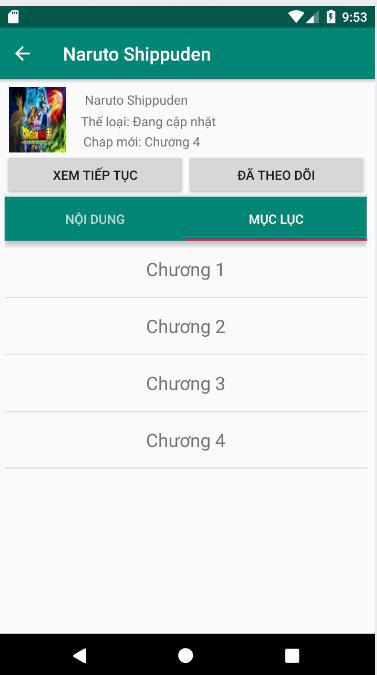 9:53
Naruto Shippuden
Naruto Shippuden
Thể loại: Đang cập nhật
Chap mới: Chương 4
XEM TIẾP TỤC
ĐÃ THEO DÕI
NỘI DUNG
MỤC LỤC
Chương 1
Chương 2
Chương 3
Chương 4